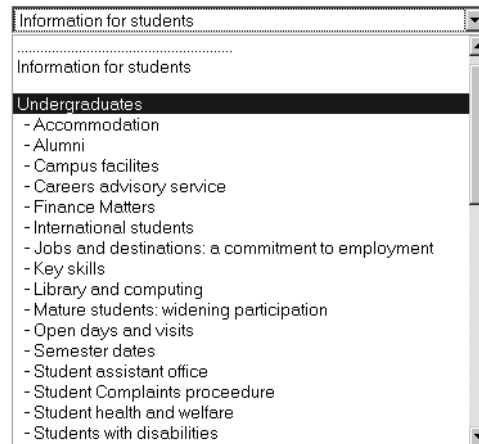 Information for students
......................................................
Information for students
Undergraduates
- Accommodation
- Alumni
- Campus facilites
- Careers advisory service
- Finance Matters
- International students
- Jobs and destinations: a commitment to employment
- Key skills
- Library and computing
- Mature students: widening participation
- Open days and visits
- Semester dates
- Student assistant office
- Student Complaints proceedure
- Student health and welfare
- Students with disabilities